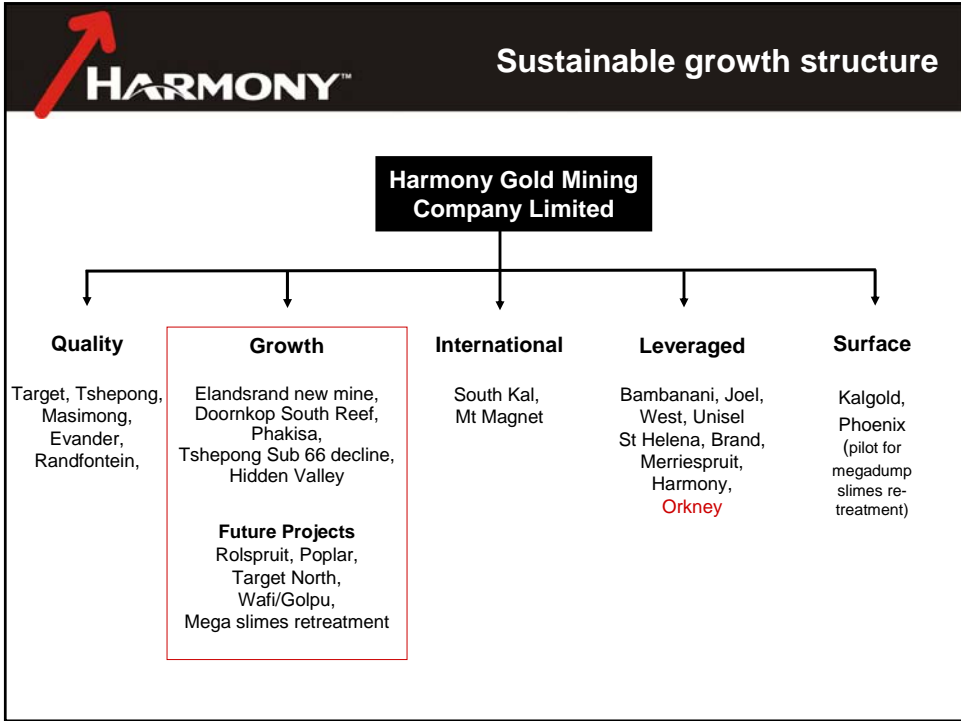 HARMONY™
Sustainable growth structure
Harmony Gold Mining
Company Limited
Quality
Target, Tshepong,
Masimong,
Evander,
Randfontein,
Growth
Elandsrand new mine,
Doornkop South Reef,
Phakisa,
Tshepong Sub 66 decline,
Hidden Valley
Future Projects
Rolspruit, Poplar,
Target North,
Wafi/Golpu,
Mega slimes retreatment
International
South Kal,
Mt Magnet
Leveraged
Bambanani, Joel,
West, Unisel
St Helena, Brand,
Merriespruit,
Harmony,
Orkney
Surface
Kalgold,
Phoenix
(pilot for
megadump
slimes re-
treatment)